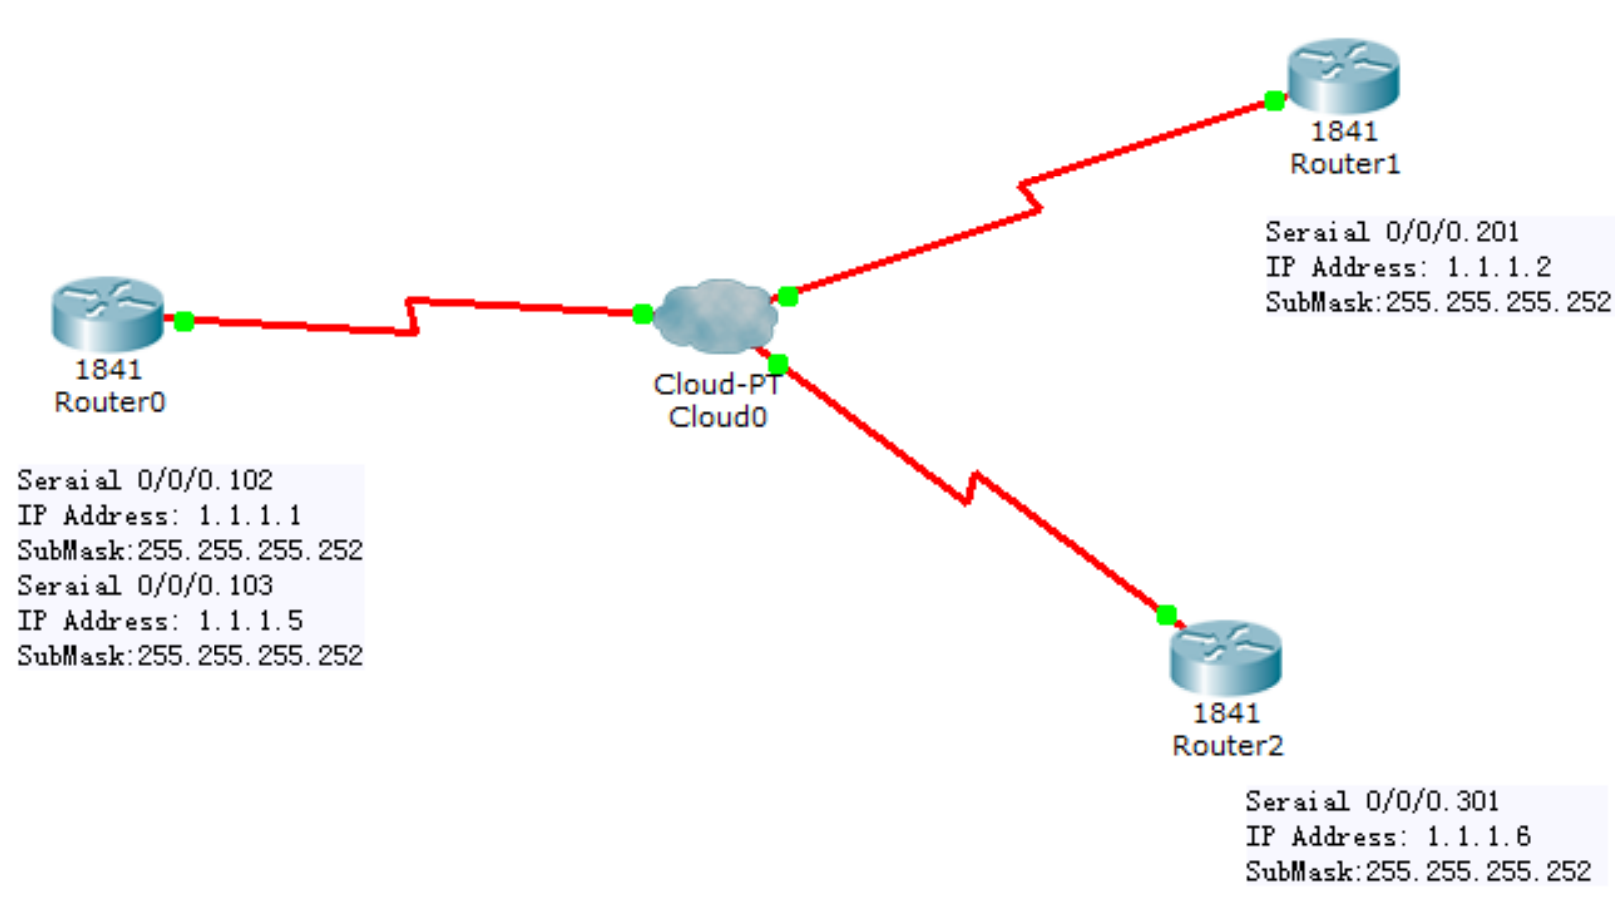 1841
Router1
Seraial 0/0/0.201
IP Address: 1.1.1.2
SubMask:255.255.255.252
1841
Router0
Cloud-PT
Cloud0
Seraial 0/0/0.102
IP Address: 1.1.1.1
SubMask:255.255.255.252
Seraial 0/0/0.103
IP Address: 1.1.1.5
SubMask:255.255.255.252
1841
Router2
Seraial 0/0/0.301
IP Address: 1.1.1.6
SubMask:255.255.255.252